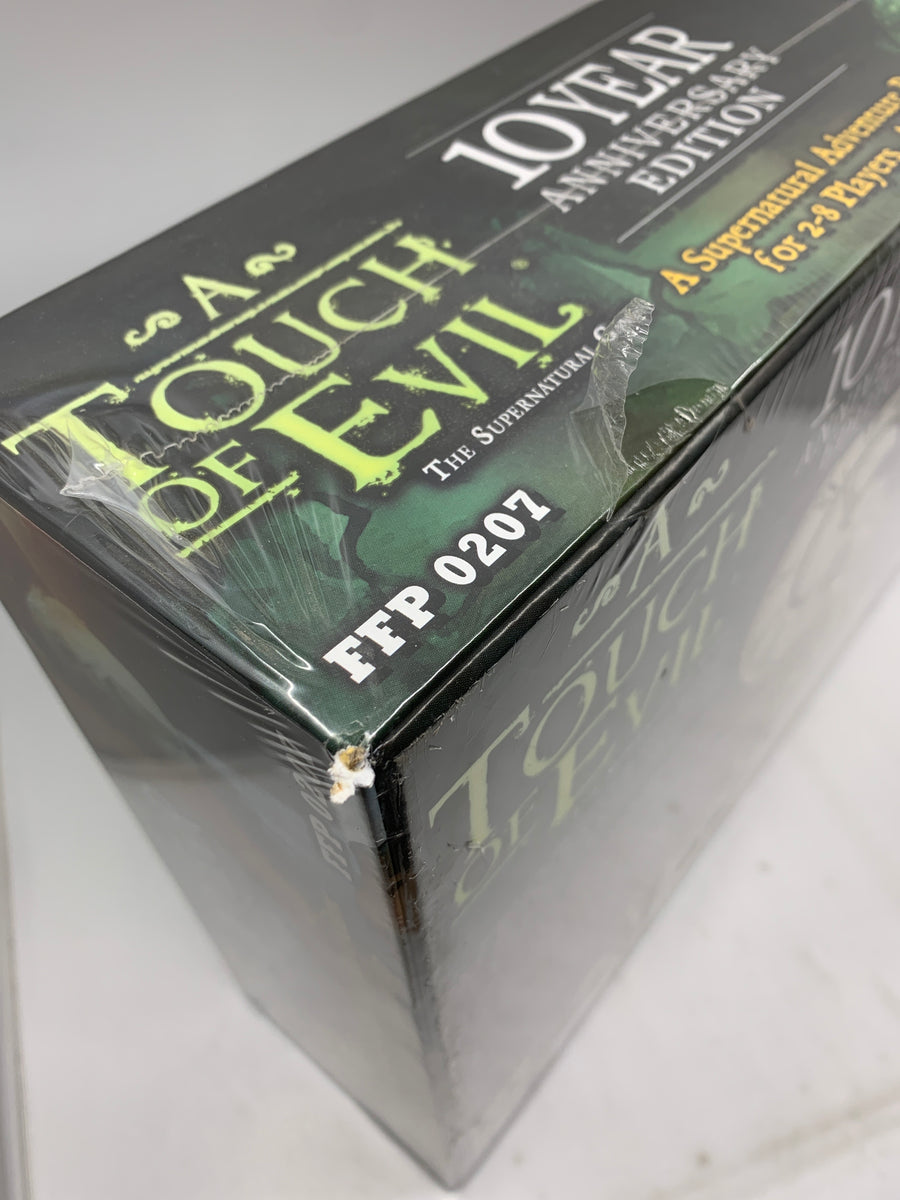 10 YEAR
ANNIVERSARY
EDITION
A Supernatural Adventure
for 2-8 Players,
A
TOUCH
OF EVIL®
THE SUPERNATURAL
FFP 0207
10
A
TOUCH
OF EVIL